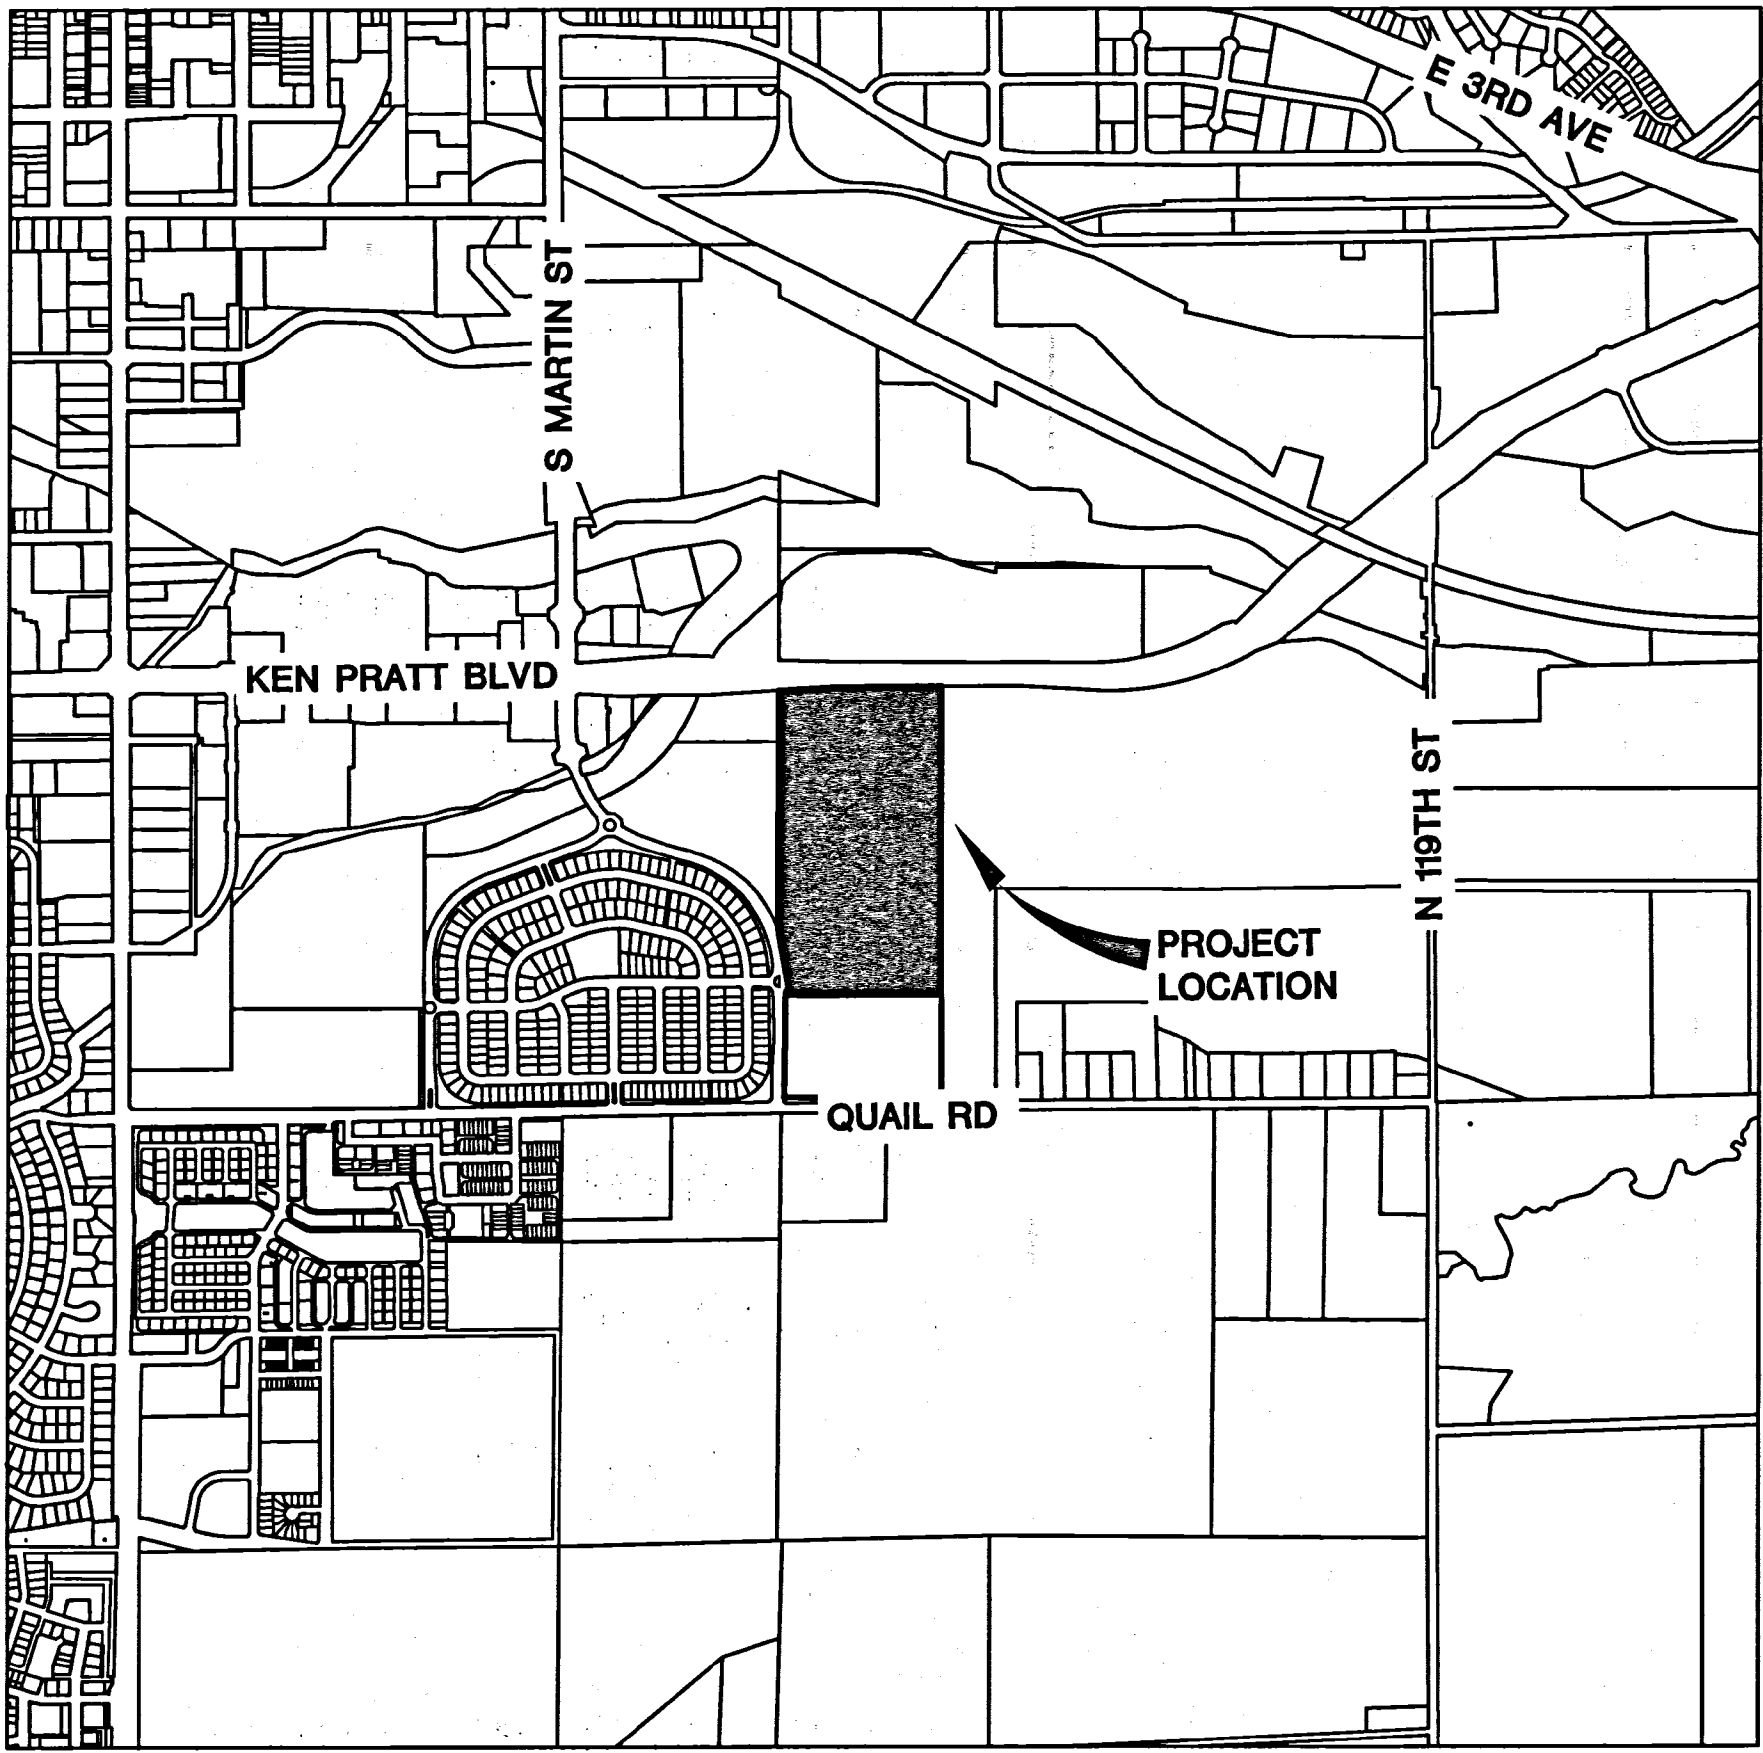 E 3RD AVE
S MARTIN ST
KEN PRATT BLVD
N 119TH ST
PROJECT
LOCATION
QUAIL RD